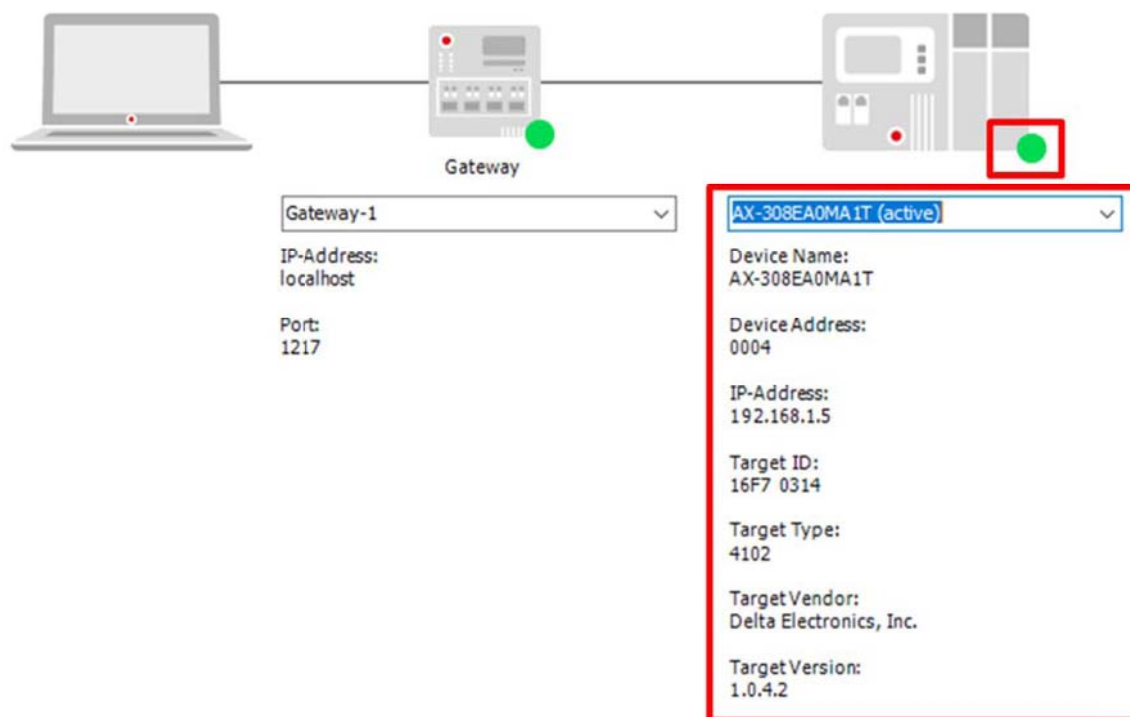 Gateway
Gateway-1
IP-Address:
localhost
Port:
1217
AX-308EA0MA1T (active)
Device Name:
AX-308EA0MA1T
Device Address:
0004
IP-Address:
192.168.1.5
Target ID:
16F7 0314
Target Type:
4102
Target Vendor:
Delta Electronics, Inc.
Target Version:
1.0.4.2